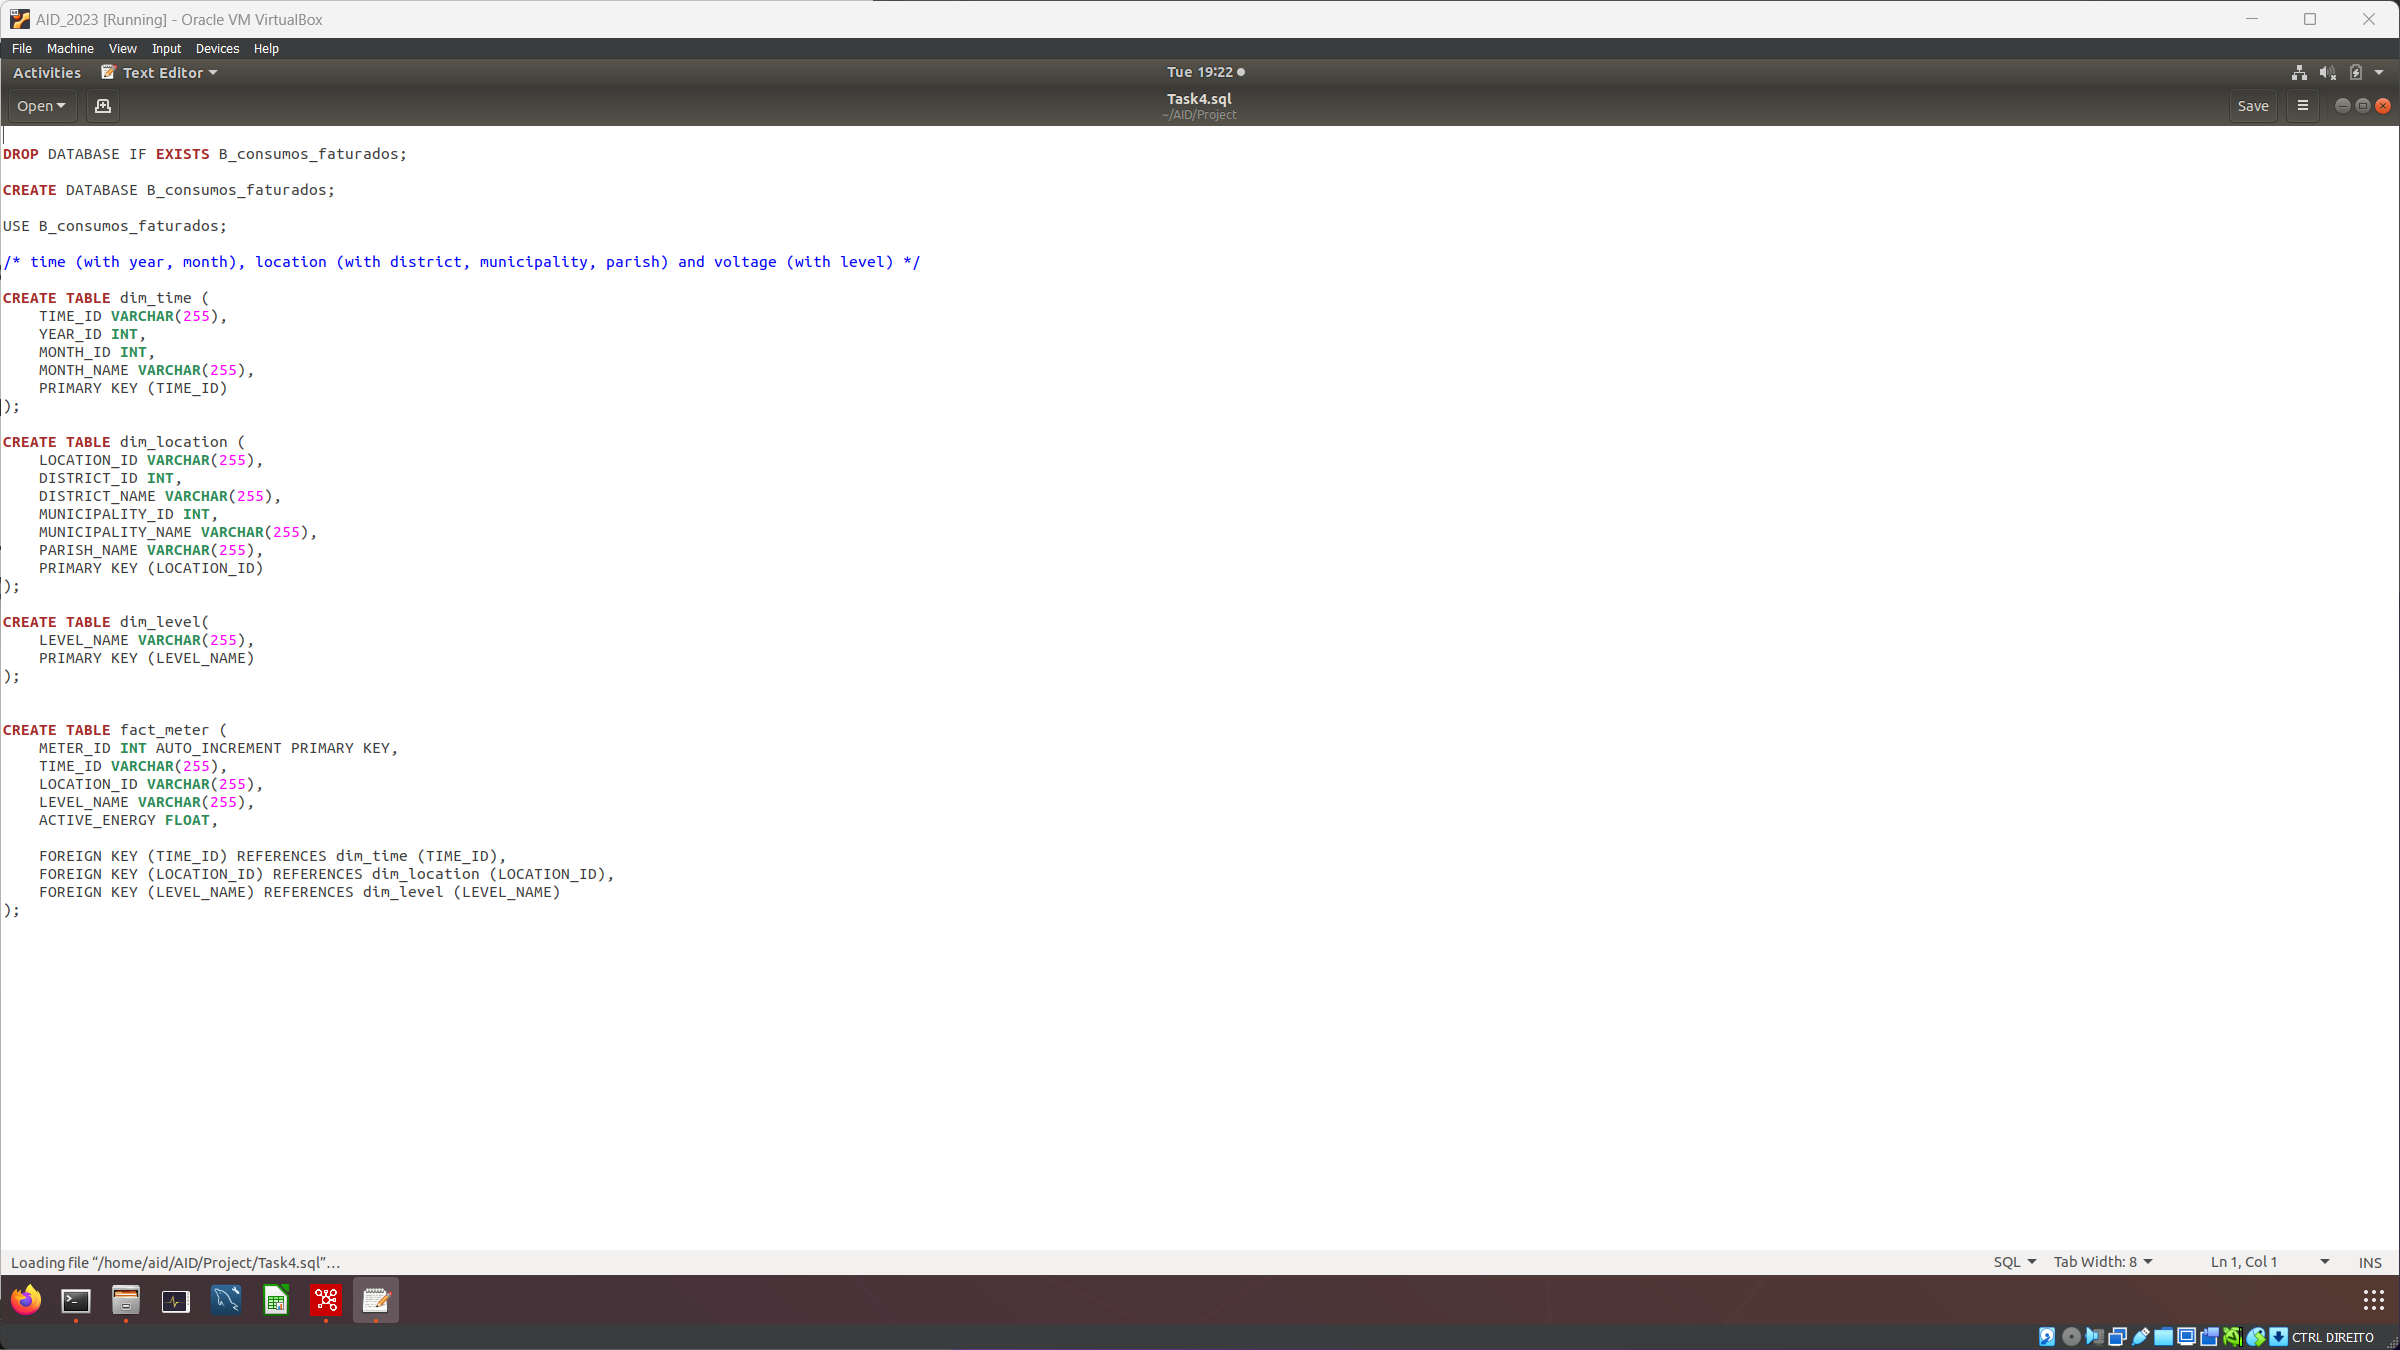 AID_2023 [Running] - Oracle VM VirtualBox
File Machine View Input Devices Help
Activities Text Editor Tue 19:22
Open Task4.sql Save
~/AID/Project
DROP DATABASE IF EXISTS B_consumos_faturados;
CREATE DATABASE B_consumos_faturados;
USE B_consumos_faturados;
/* time (with year, month), location (with district, municipality, parish) and voltage (with level) */
CREATE TABLE dim_time (
    TIME_ID VARCHAR(255),
    YEAR_ID INT,
    MONTH_ID INT,
    MONTH_NAME VARCHAR(255),
    PRIMARY KEY (TIME_ID)
);
CREATE TABLE dim_location (
    LOCATION_ID VARCHAR(255),
    DISTRICT_ID INT,
    DISTRICT_NAME VARCHAR(255),
    MUNICIPALITY_ID INT,
    MUNICIPALITY_NAME VARCHAR(255),
    PARISH_NAME VARCHAR(255),
    PRIMARY KEY (LOCATION_ID)
);
CREATE TABLE dim_level(
    LEVEL_NAME VARCHAR(255),
    PRIMARY KEY (LEVEL_NAME)
);
CREATE TABLE fact_meter (
    METER_ID INT AUTO_INCREMENT PRIMARY KEY,
    TIME_ID VARCHAR(255),
    LOCATION_ID VARCHAR(255),
    LEVEL_NAME VARCHAR(255),
    ACTIVE_ENERGY FLOAT,
    FOREIGN KEY (TIME_ID) REFERENCES dim_time (TIME_ID),
    FOREIGN KEY (LOCATION_ID) REFERENCES dim_location (LOCATION_ID),
    FOREIGN KEY (LEVEL_NAME) REFERENCES dim_level (LEVEL_NAME)
);
Loading file “/home/aid/AID/Project/Task4.sql”… SQL Tab Width: 8 Ln 1, Col 1 INS
CTRL DIREITO